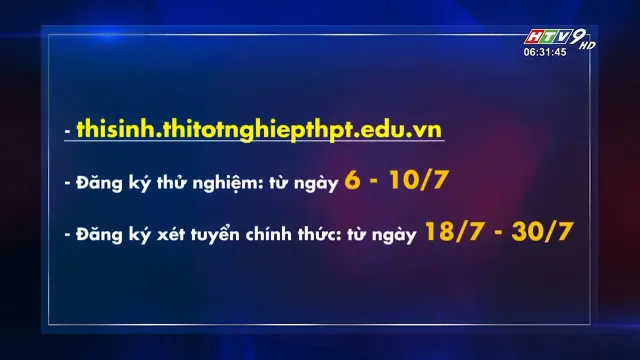 HTV9 HD
06:31:45
- thisinh.thitotnghiepthpt.edu.vn
- Đăng ký thử nghiệm: từ ngày 6 - 10/7
- Đăng ký xét tuyển chính thức: từ ngày 18/7 - 30/7